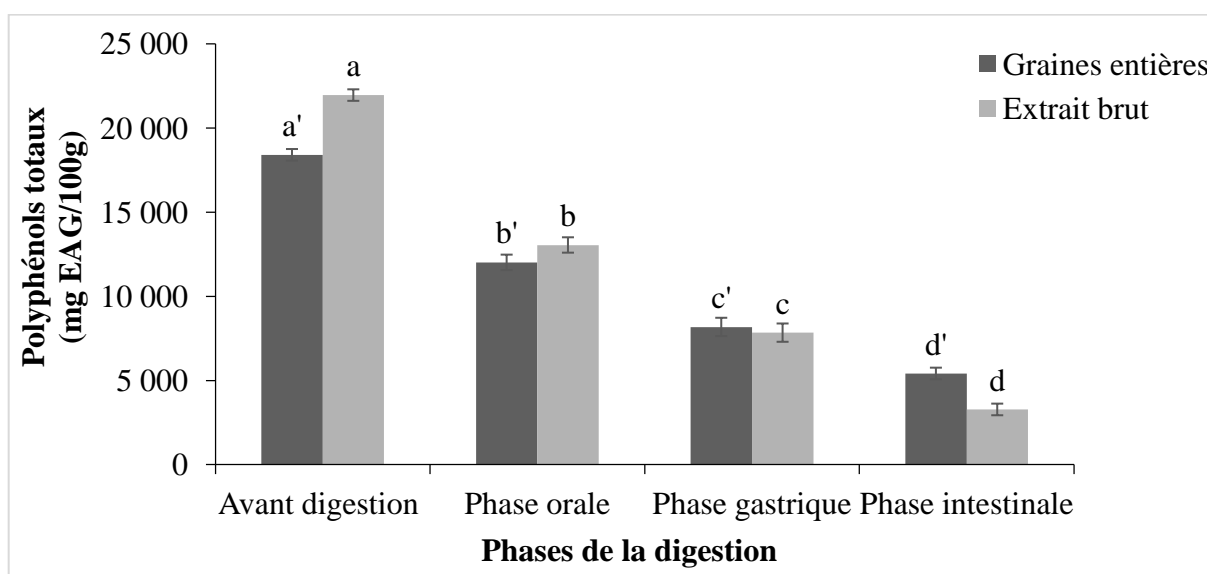 25 000
20 000
15 000
10 000
5 000
0
Polyphénols totaux
(mg EAG/100g)
a'
a
b'
b
c'
c
d'
d
Graines entières
Extrait brut
Avant digestion
Phase orale
Phase gastrique
Phase intestinale
Phases de la digestion